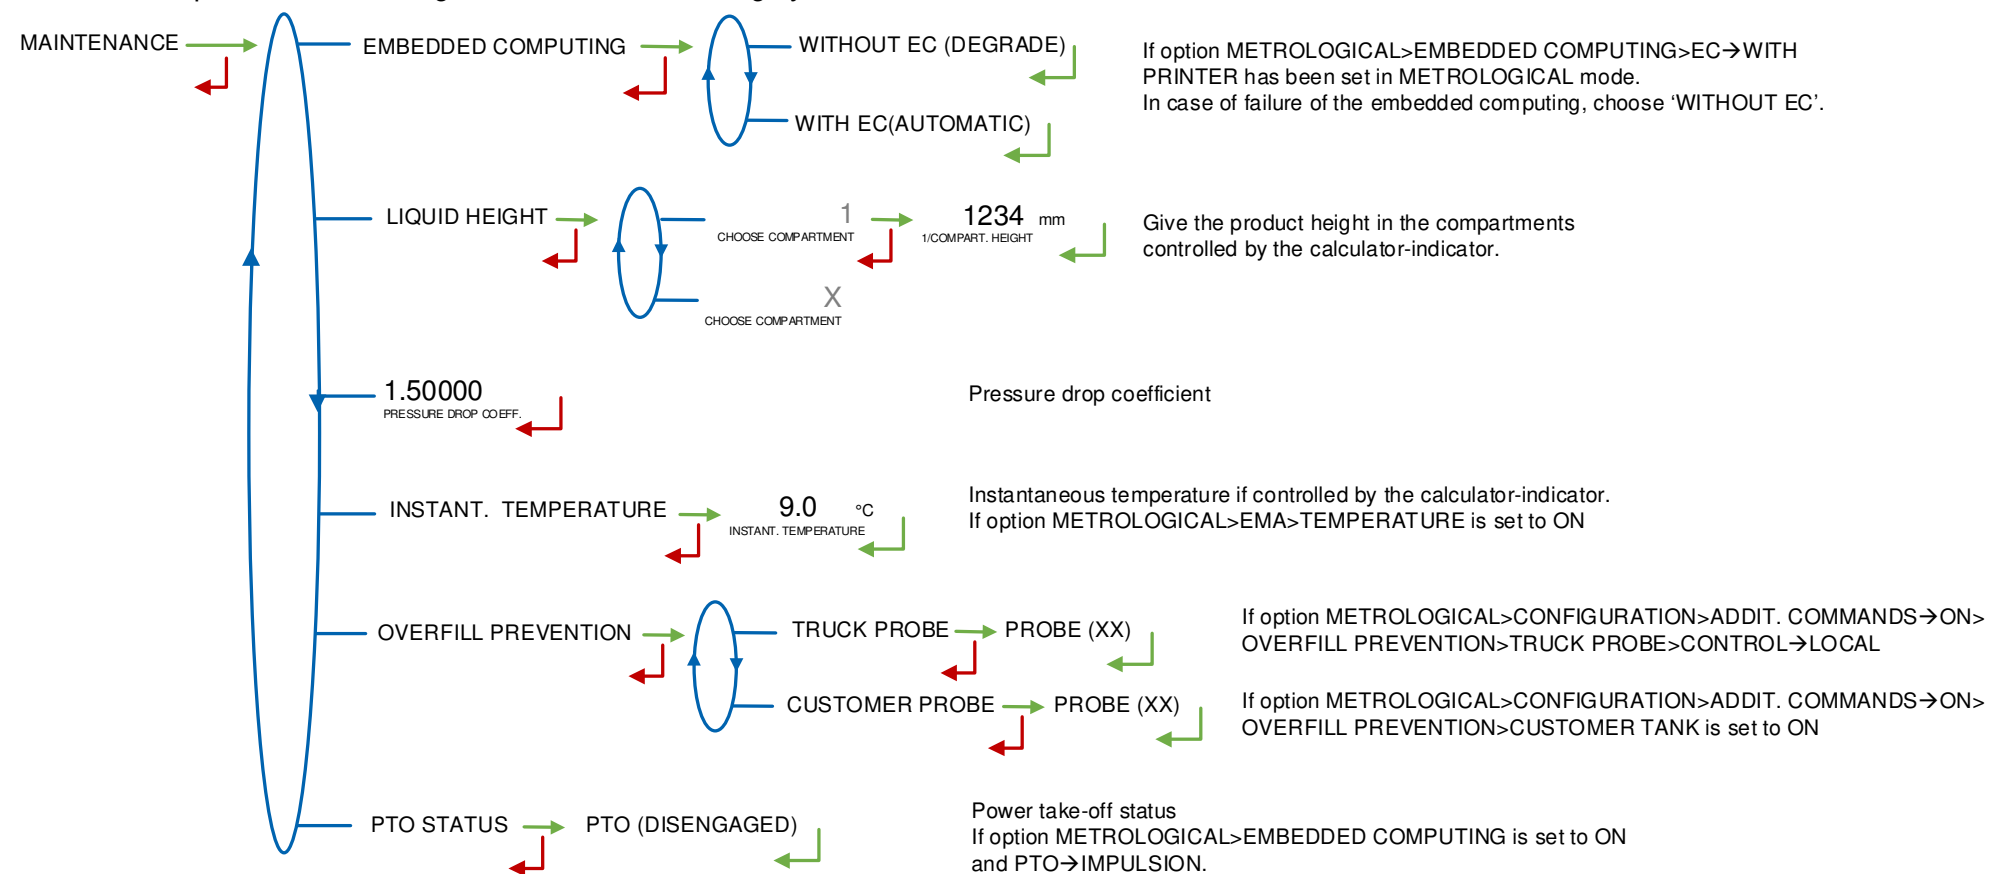 MAINTENANCE
EMBEDDED COMPUTING
WITHOUT EC (DEGRADE)
If option METROLOGICAL>EMBEDDED COMPUTING>EC→WITH
PRINTER has been set in METROLOGICAL mode.
In case of failure of the embedded computing, choose ‘WITHOUT EC’.
WITH EC(AUTOMATIC)
LIQUID HEIGHT
1
CHOOSE COMPARTMENT
1234 mm
1/COMPART. HEIGHT
Give the product height in the compartments
controlled by the calculator-indicator.
X
CHOOSE COMPARTMENT
1.50000
PRESSURE DROP COEFF.
Pressure drop coefficient
INSTANT. TEMPERATURE
9.0 °C
INSTANT. TEMPERATURE
Instantaneous temperature if controlled by the calculator-indicator.
If option METROLOGICAL>EMA>TEMPERATURE is set to ON
OVERFILL PREVENTION
TRUCK PROBE
PROBE (XX)
If option METROLOGICAL>CONFIGURATION>ADDIT. COMMANDS→ON>
OVERFILL PREVENTION>TRUCK PROBE>CONTROL→LOCAL
CUSTOMER PROBE
PROBE (XX)
If option METROLOGICAL>CONFIGURATION>ADDIT. COMMANDS→ON>
OVERFILL PREVENTION>CUSTOMER TANK is set to ON
PTO STATUS
PTO (DISENGAGED)
Power take-off status
If option METROLOGICAL>EMBEDDED COMPUTING is set to ON
and PTO→IMPULSION.